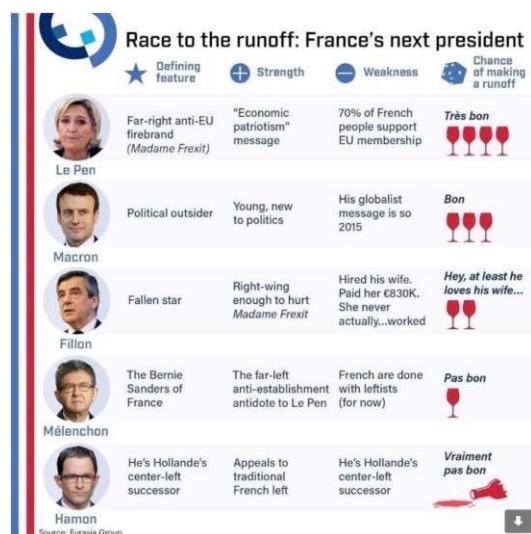 Race to the runoff: France's next president
Defining
feature
Strength
Weakness
Chance
of making
a runoff
Le Pen
Far-right anti-EU
firebrand
(Madame Frexit)
"Economic
patriotism"
message
70% of French
people support
EU membership
Très bon
Macron
Political outsider
Young, new
to politics
His globalist
message is so
2015
Bon
Fillon
Fallen star
Right-wing
enough to hurt
Madame Frexit
Hired his wife.
Paid her €830K.
She never
actually...worked
Hey, at least he
loves his wife...
Mélenchon
The Bernie
Sanders of
France
The far-left
anti-establishment
antidote to Le Pen
French are done
with leftists
(for now)
Pas bon
Hamon
He's Hollande's
center-left
successor
Appeals to
traditional
French left
He's Hollande's
center-left
successor
Vraiment
pas bon
Source: Eurasia Group